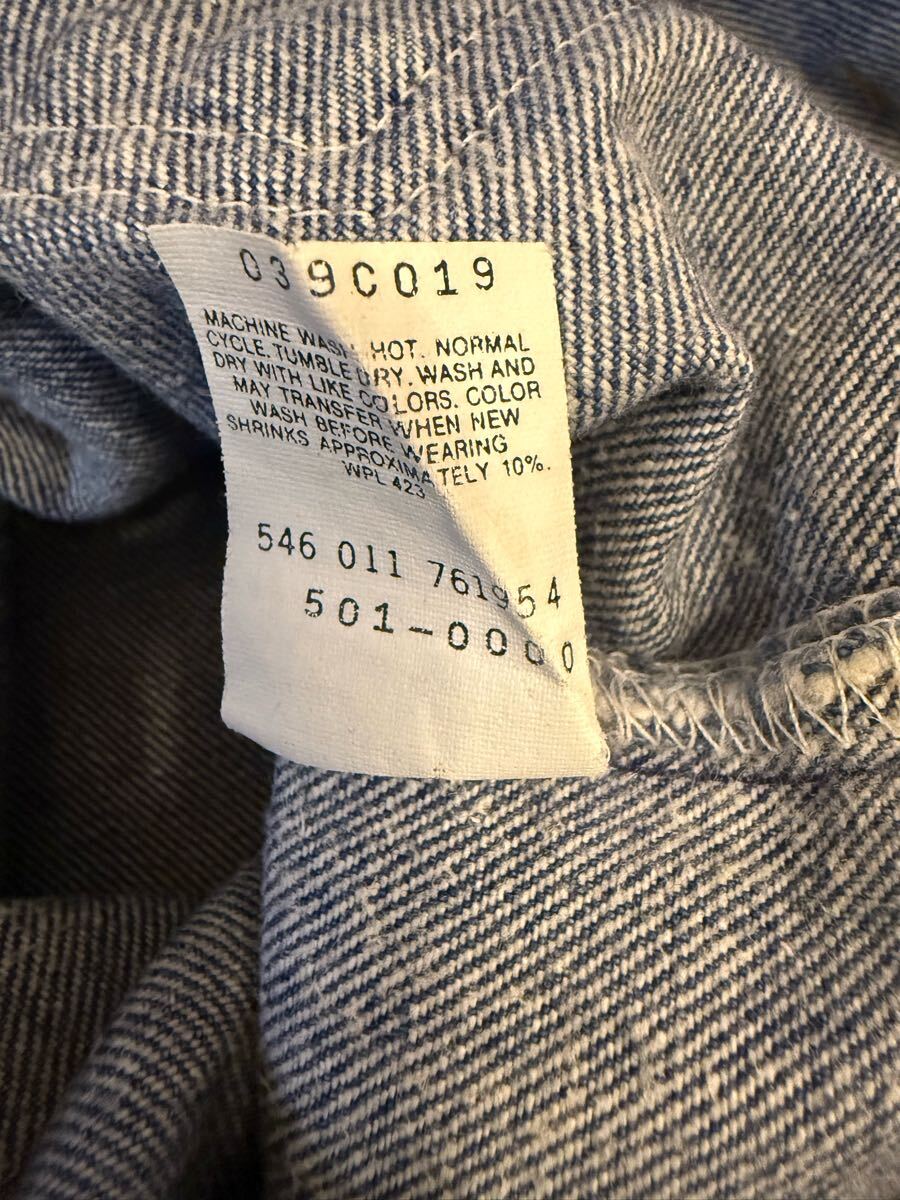 039C019
MACHINE WASH HOT. NORMAL
CYCLE. TUMBLE DRY. WASH AND
DRY WITH LIKE COLORS. COLOR
MAY TRANSFER WHEN NEW
WASH BEFORE WEARING
SHRINKS APPROXIMATELY 10%.
WPL 423
546 011 761954
501-0000